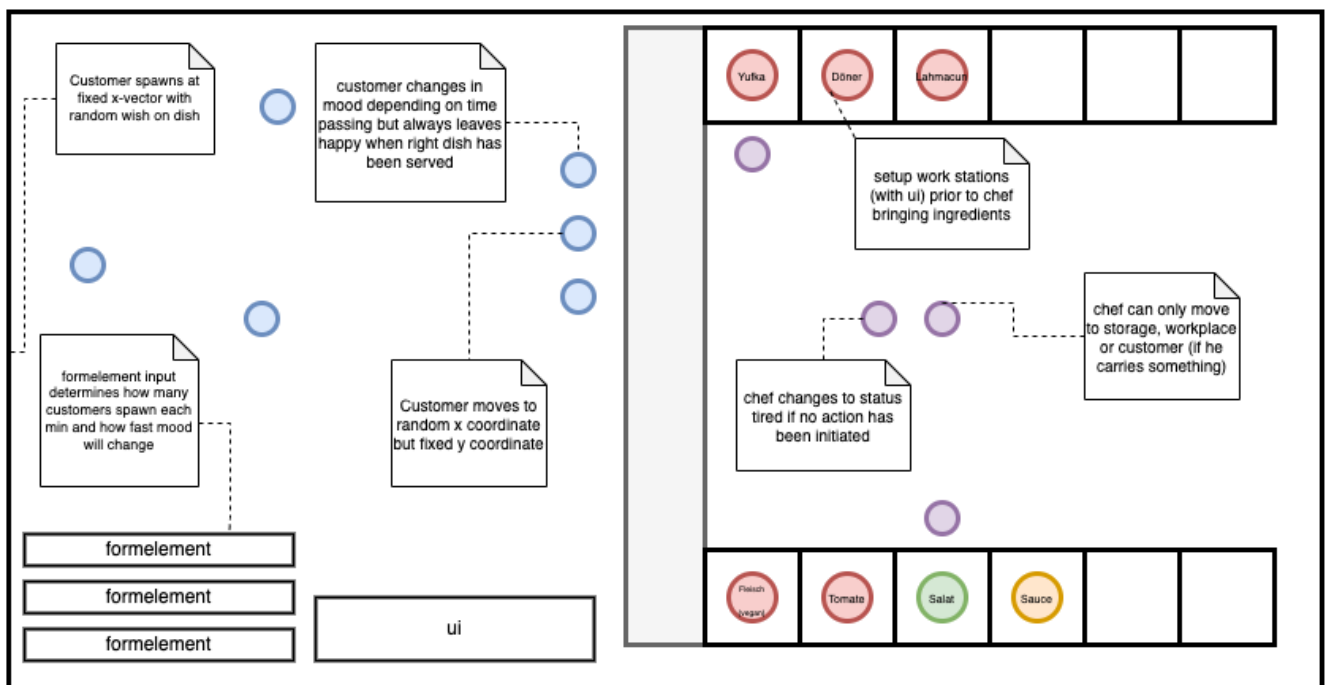 Customer spawns at
fixed x-vector with
random wish on dish
customer changes in
mood depending on time
passing but always leaves
happy when right dish has
been served
Yufka
Döner
Lahmacun
setup work stations
(with ui) prior to chef
bringing ingredients
chef can only move
to storage, workplace
or customer (if he
carries something)
formelement input
determines how many
customers spawn each
min and how fast mood
will change
Customer moves to
random x coordinate
but fixed y coordinate
chef changes to status
tired if no action has
been initiated
formelement
formelement
formelement
ui
Fleisch
(vegan)
Tomate
Salat
Sauce